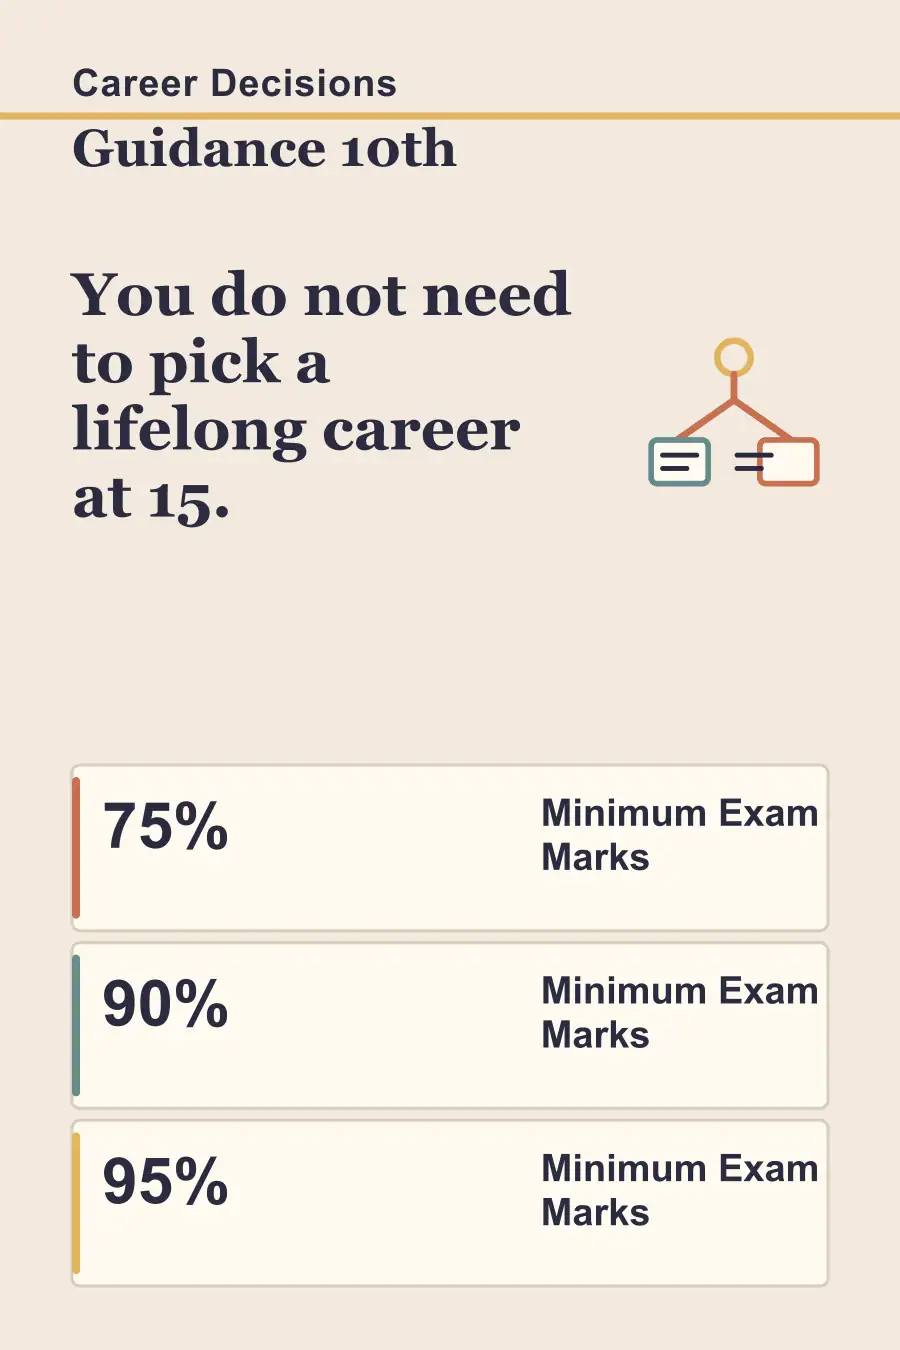 Career Decisions
Guidance 10th
You do not need
to pick a
lifelong career
at 15.
75%
Minimum Exam
Marks
90%
Minimum Exam
Marks
95%
Minimum Exam
Marks